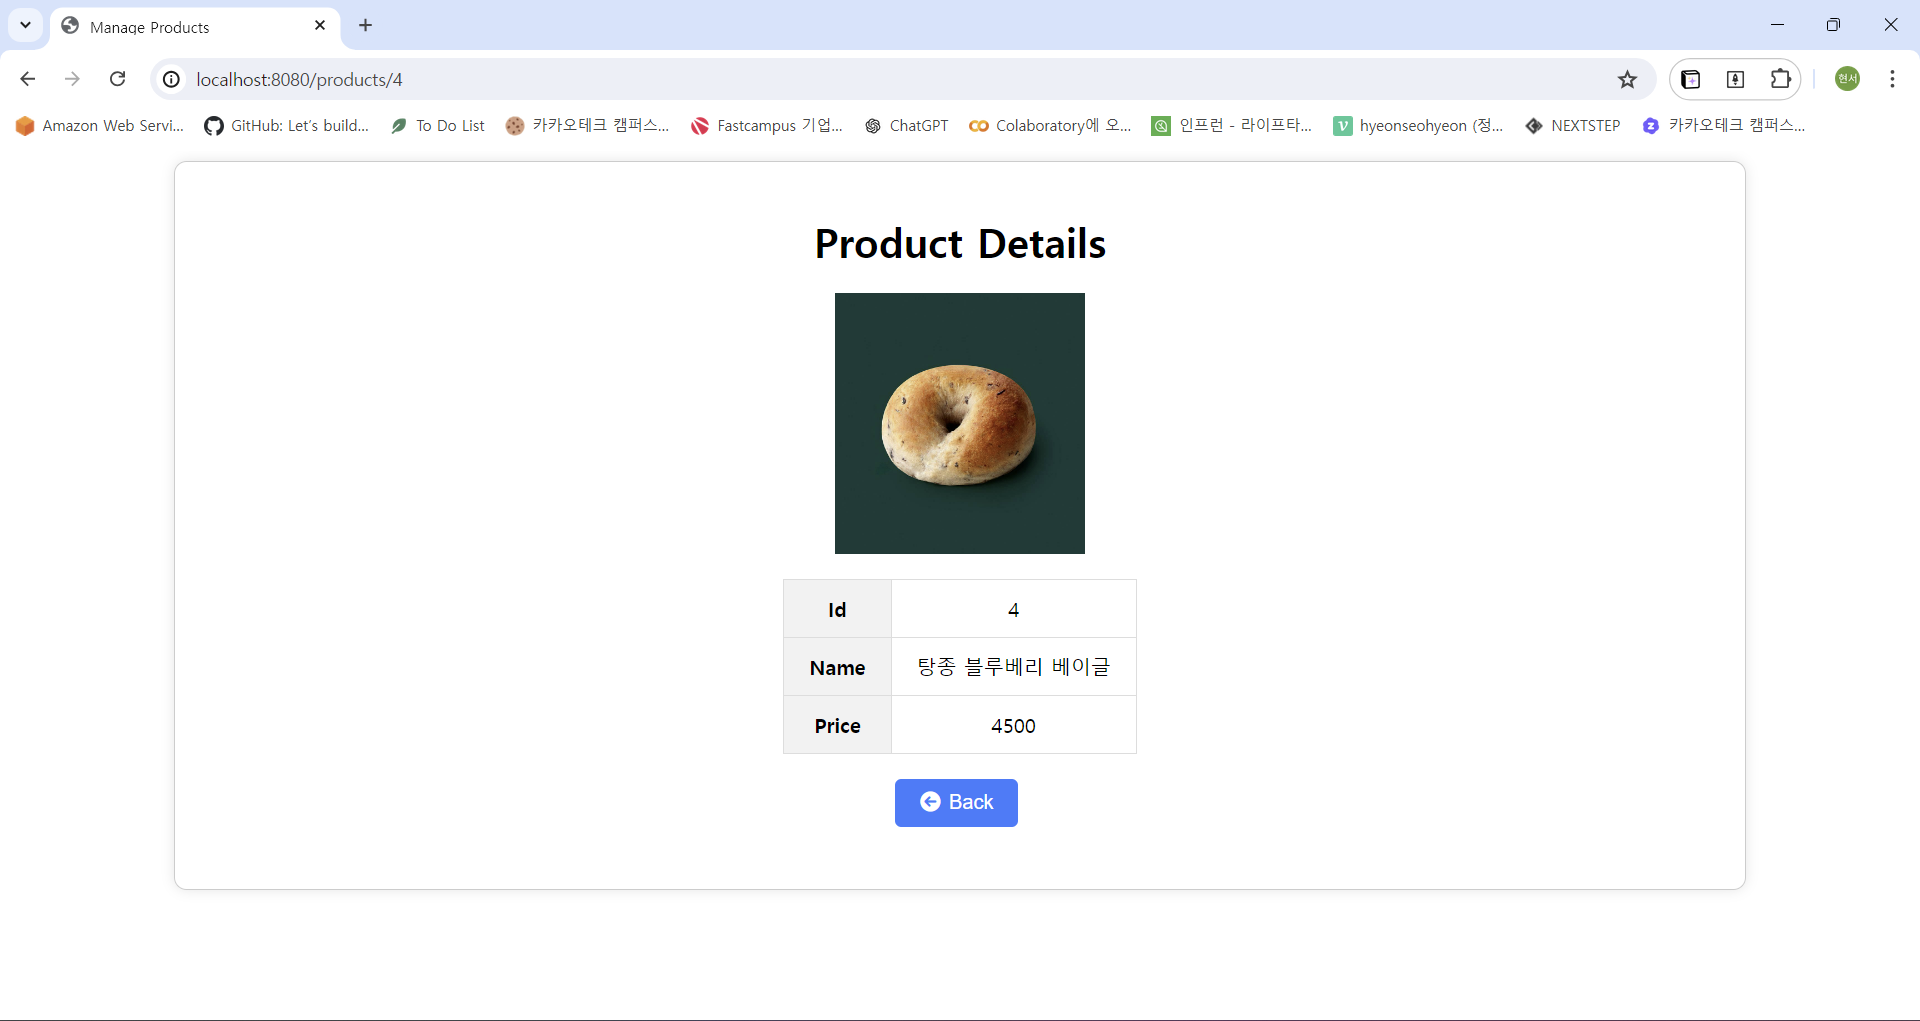 Manage Products
localhost:8080/products/4
현서
Amazon Web Servi... GitHub: Let's build... To Do List 카카오테크 캠퍼스... Fastcampus 기업... ChatGPT Colaboratory에 오... 인프런 - 라이프타... hyeonseohyeon (정... NEXTSTEP 카카오테크 캠퍼스...
Product Details
Id 4
Name 탕종 블루베리 베이글
Price 4500
Back